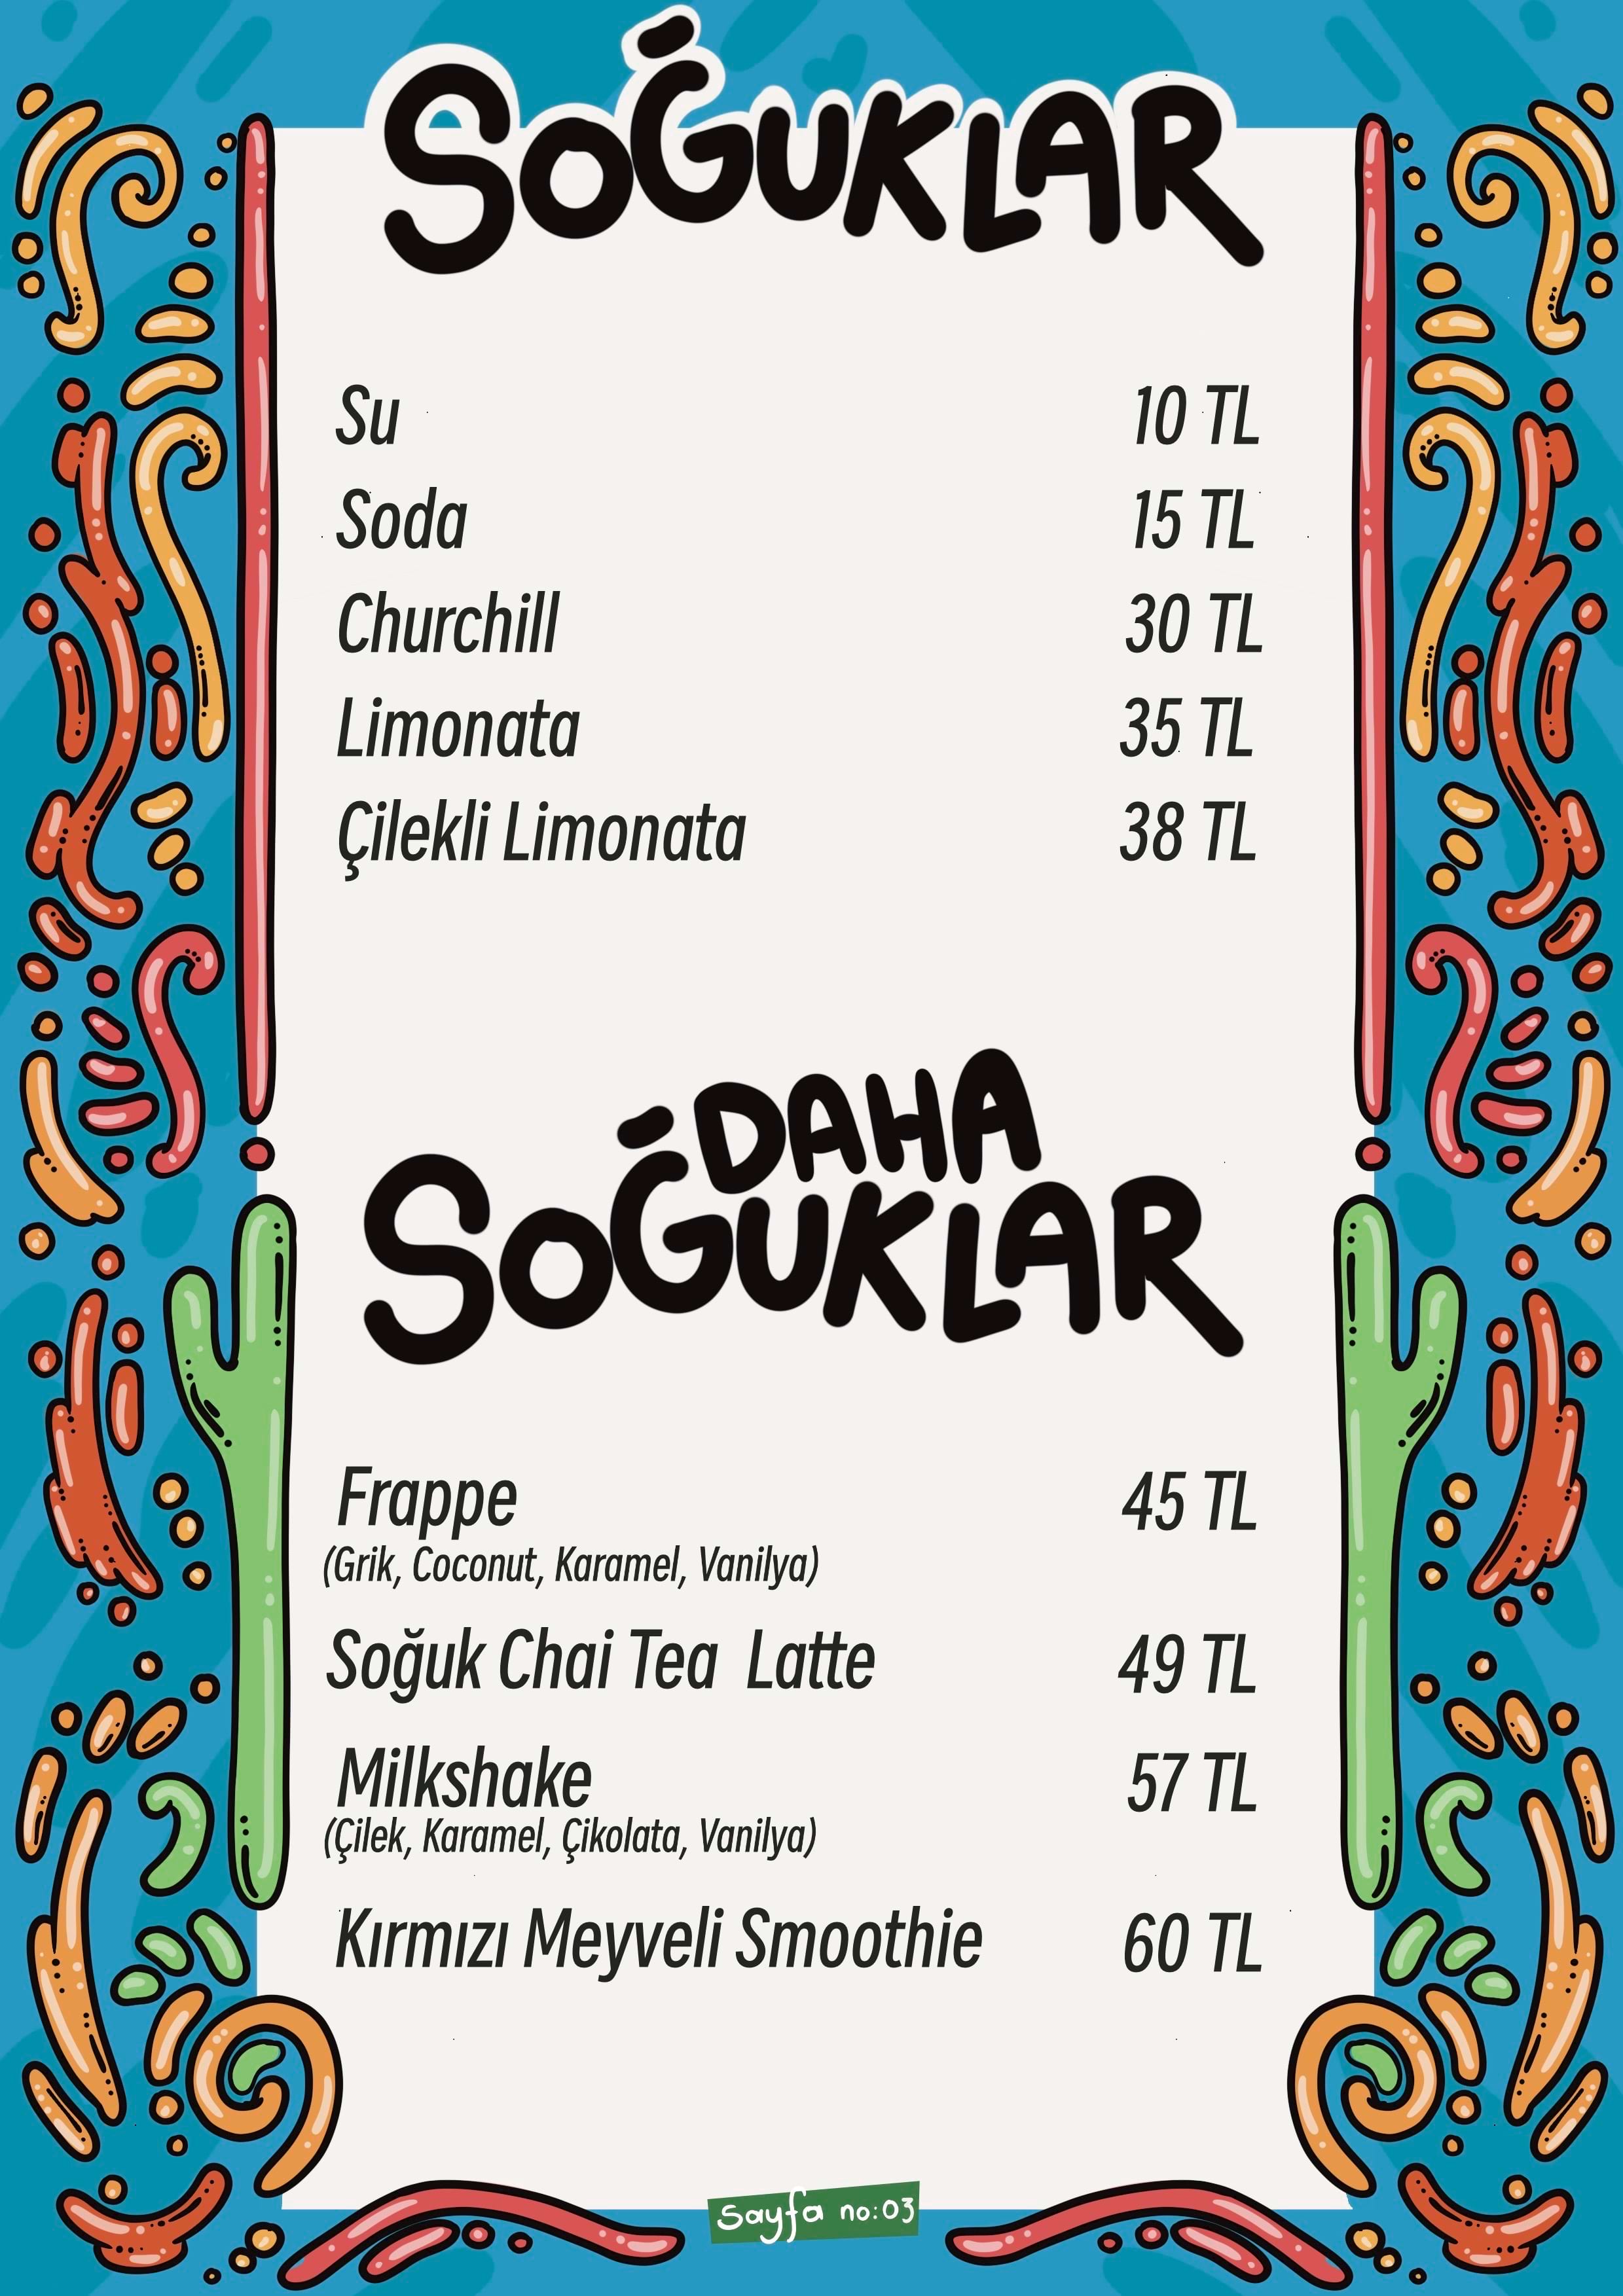 SOĞUKLAR
Su 10 TL
Soda 15 TL
Churchill 30 TL
Limonata 35 TL
Çilekli Limonata 38 TL
DAHA
SOĞUKLAR
Frappe 45 TL
(Grik, Coconut, Karamel, Vanilya)
Soğuk Chai Tea Latte 49 TL
Milkshake 57 TL
(Çilek, Karamel, Çikolata, Vanilya)
Kırmızı Meyveli Smoothie 60 TL
Sayfa no:03